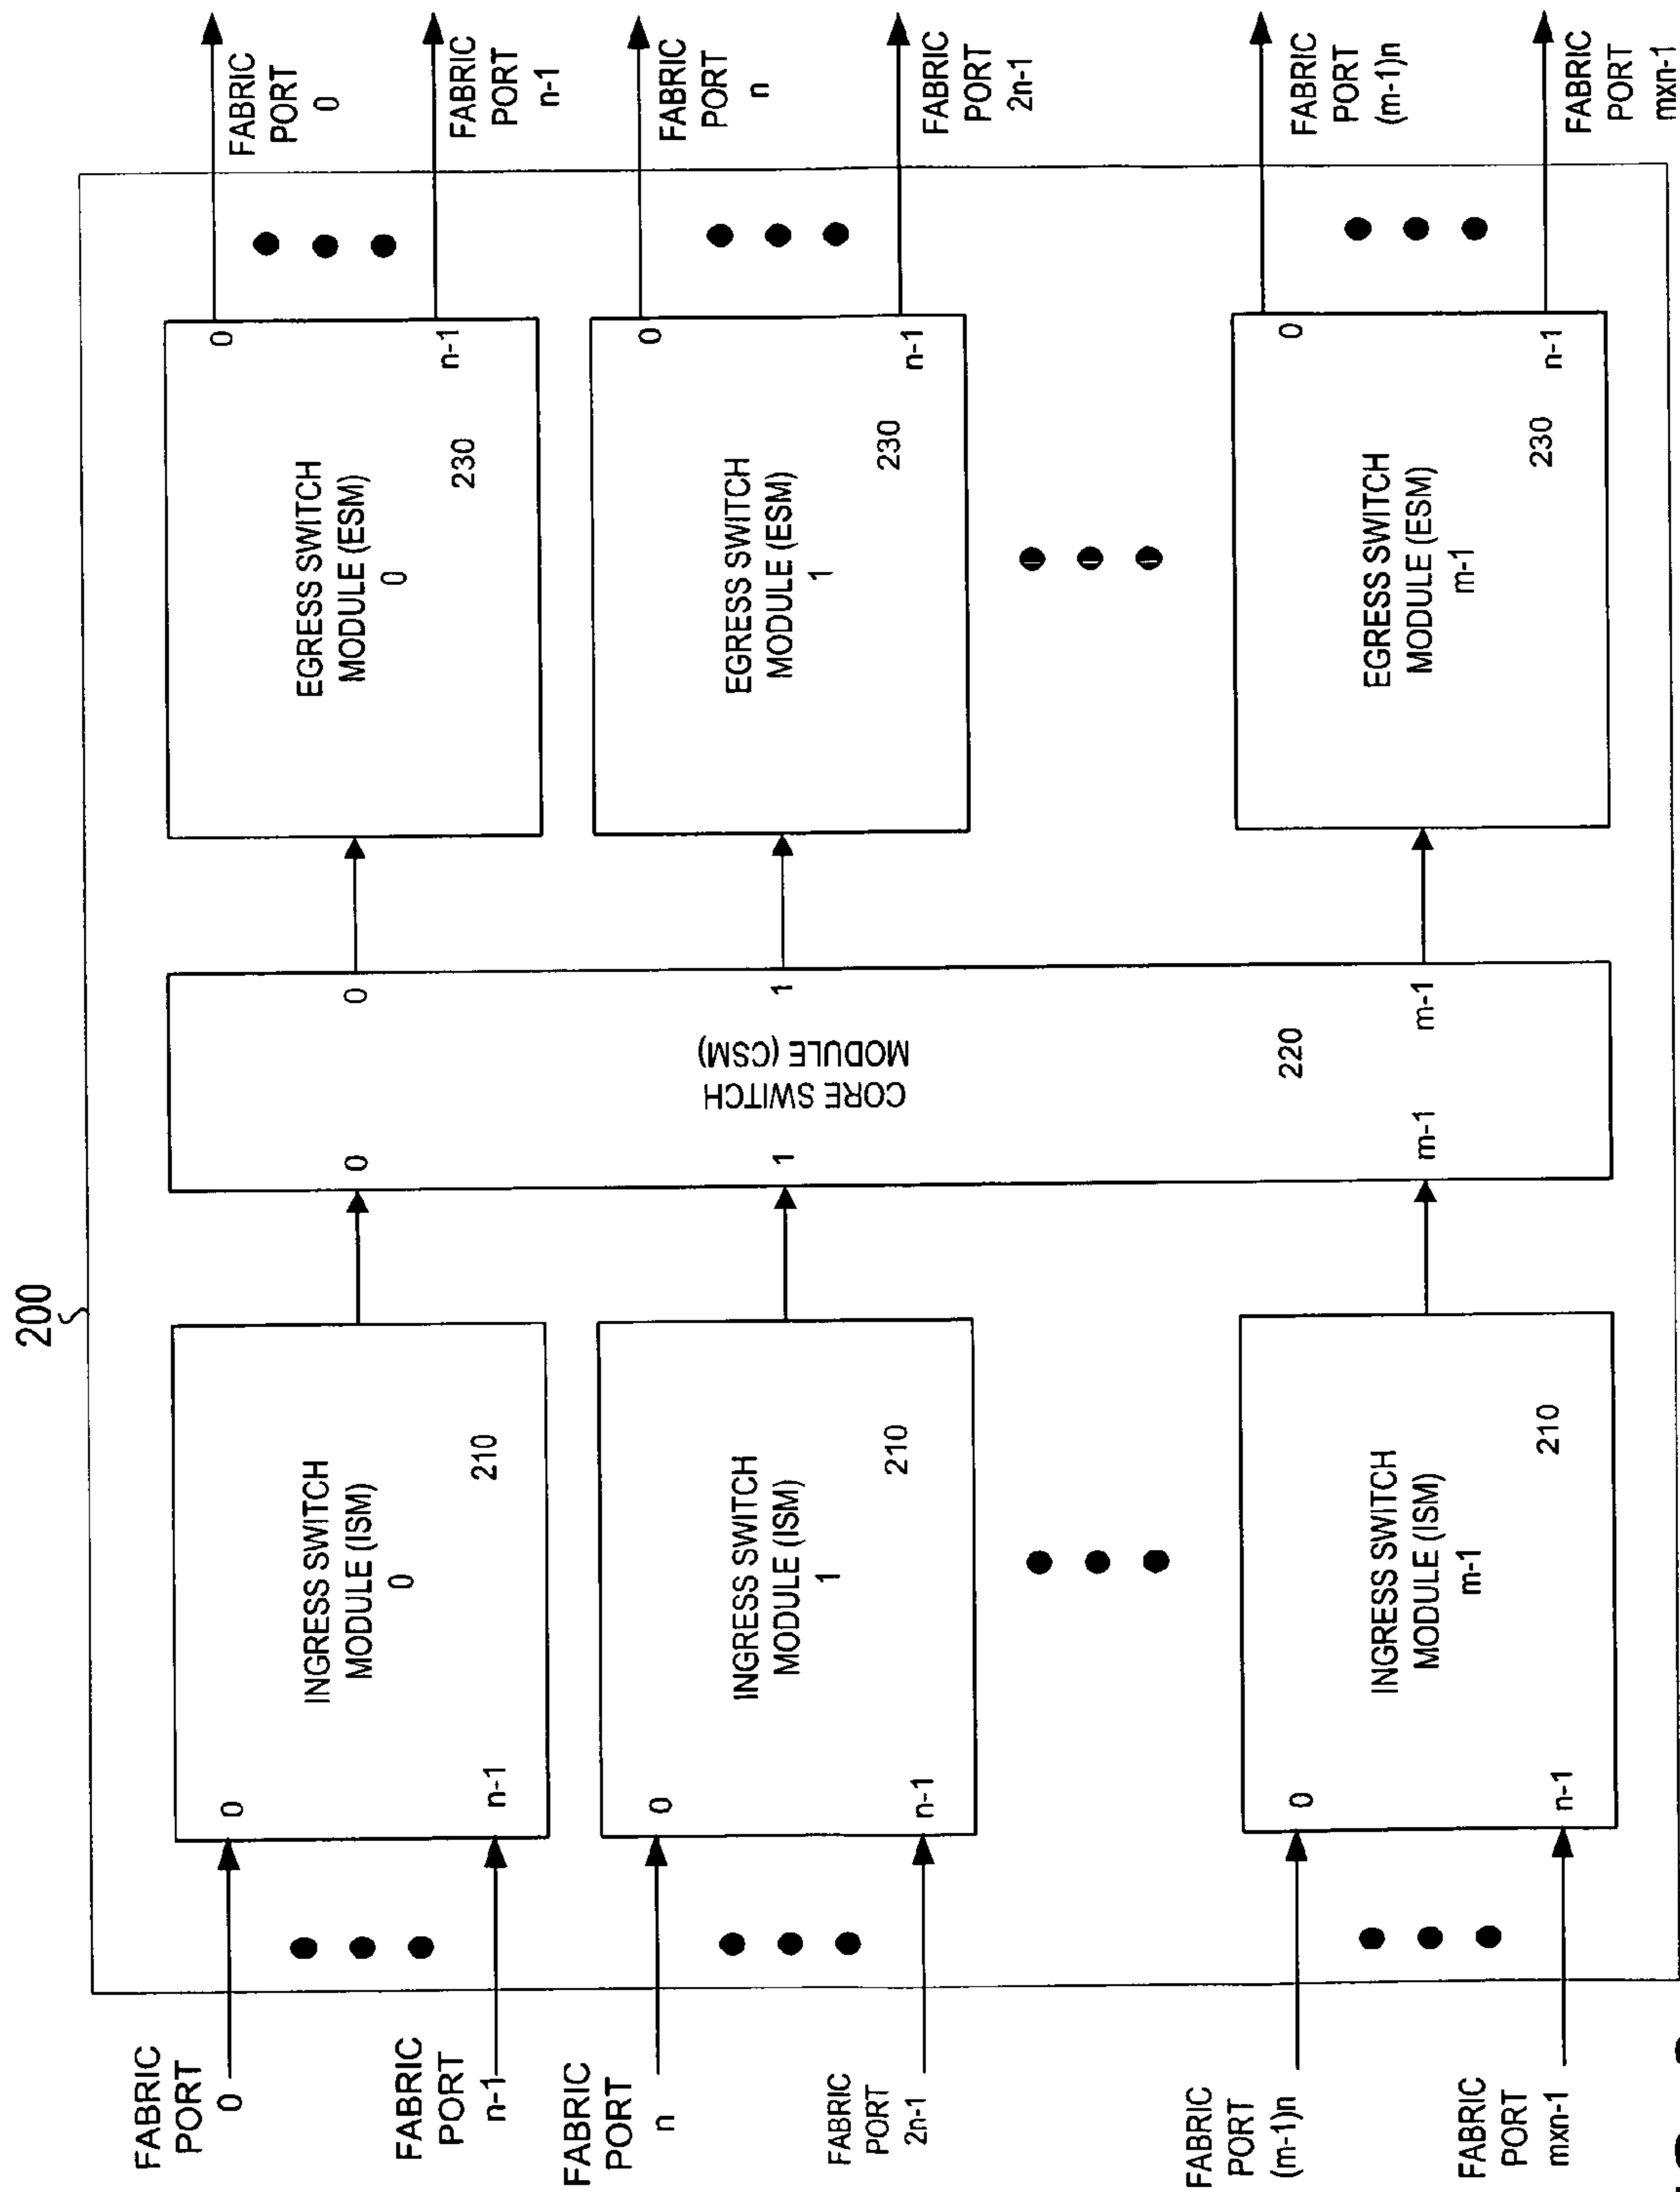 200
FABRIC
PORT
0
FABRIC
PORT
n-1
FABRIC
PORT
n
FABRIC
PORT
2n-1
FABRIC
PORT
(m-1)n
FABRIC
PORT
mxn-1
0
INGRESS SWITCH
MODULE (ISM)
0
210
n-1
0
INGRESS SWITCH
MODULE (ISM)
1
210
n-1
0
INGRESS SWITCH
MODULE (ISM)
m-1
210
n-1
0
0
1
1
CORE SWITCH
MODULE (CSM)
220
m-1
m-1
EGRESS SWITCH
MODULE (ESM)
0
230
0
n-1
EGRESS SWITCH
MODULE (ESM)
1
230
0
n-1
EGRESS SWITCH
MODULE (ESM)
m-1
230
0
n-1
FABRIC
PORT
0
FABRIC
PORT
n-1
FABRIC
PORT
n
FABRIC
PORT
2n-1
FABRIC
PORT
(m-1)n
FABRIC
PORT
mxn-1